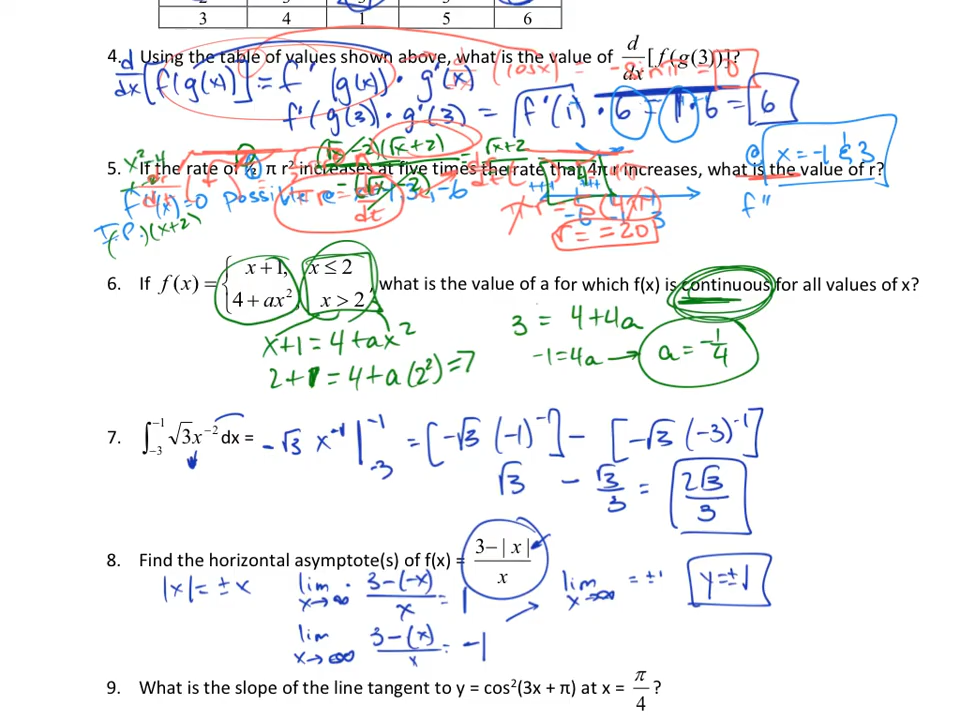 3 4 1 5 6
4. Using the table of values shown above, what is the value of d/dx [f(g(3))]?
d/dx [f(g(x))] = f'(g(x)) · g'(x)
f'(g(3)) · g'(3) = f'(1) · 6 = 1 · 6 = 6
@ x = -1 & 3
5. If the rate of ½ π r² increases at five times the rate that 4π r increases, what is the value of r?
f''
r = 20
6. If f(x) = { x + 1, x ≤ 2
4 + ax², x > 2, what is the value of a for which f(x) is continuous for all values of x?
x+1 = 4+ax²
3 = 4+4a
2+1 = 4+a(2²) = 7
-1 = 4a → a = -1/4
7. ∫₋₃⁻¹ √3x⁻² dx = -√3 x⁻¹ |₋₃⁻¹ = [-√3 (-1)⁻¹] - [-√3 (-3)⁻¹]
√3 - √3/3 = 2√3/3
8. Find the horizontal asymptote(s) of f(x) = 3-|x| / x
|x| = ±x lim x→∞ 3-(-x)/x = 1 lim x→∞ = ±1 y=±1
lim x→∞ 3-(x)/x = -1
9. What is the slope of the line tangent to y = cos²(3x + π) at x = π/4 ?